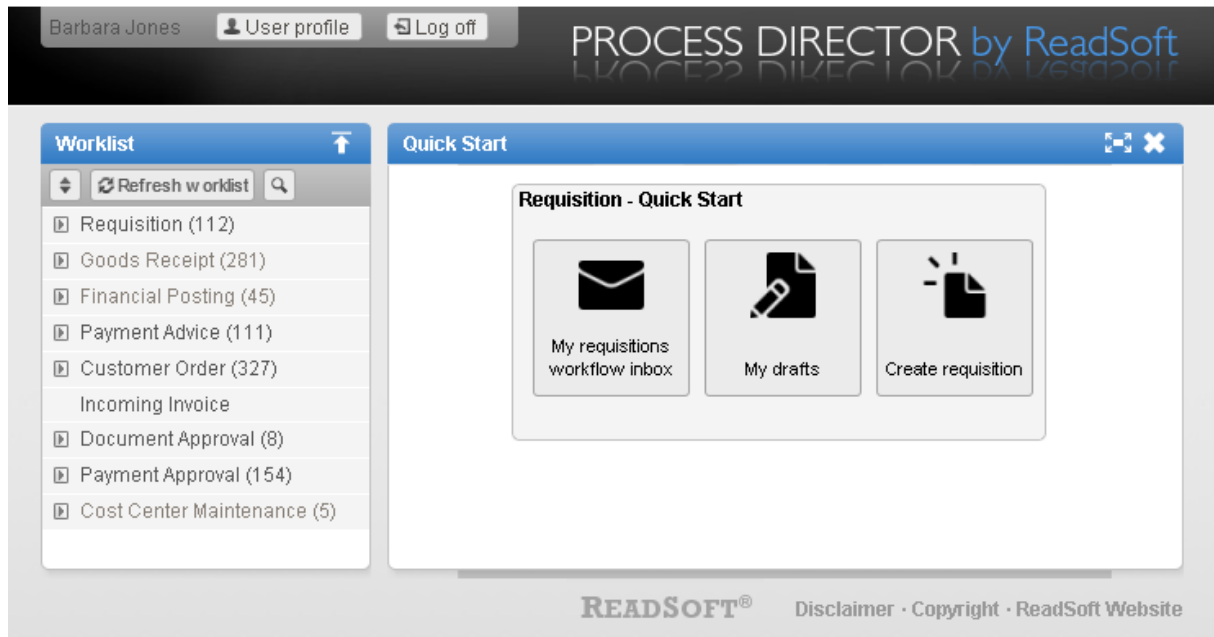 Barbara Jones User profile Log off
PROCESS DIRECTOR by ReadSoft
Worklist
Refresh worklist
Requisition (112)
Goods Receipt (281)
Financial Posting (45)
Payment Advice (111)
Customer Order (327)
Incoming Invoice
Document Approval (8)
Payment Approval (154)
Cost Center Maintenance (5)
Quick Start
Requisition - Quick Start
My requisitions
workflow inbox
My drafts
Create requisition
READSOFT® Disclaimer · Copyright · ReadSoft Website